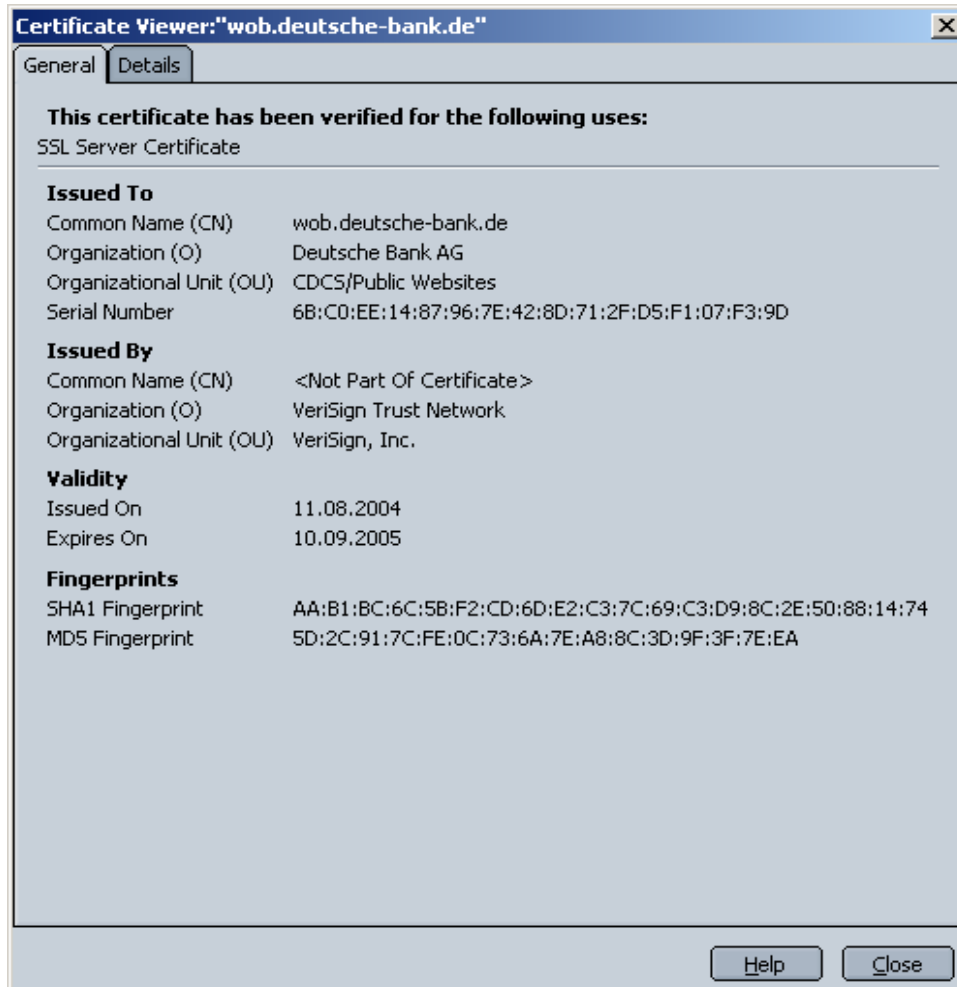 Certificate Viewer:"wob.deutsche-bank.de"
General Details
This certificate has been verified for the following uses:
SSL Server Certificate
Issued To
Common Name (CN) wob.deutsche-bank.de
Organization (O) Deutsche Bank AG
Organizational Unit (OU) CDCS/Public Websites
Serial Number 6B:C0:EE:14:87:96:7E:42:8D:71:2F:D5:F1:07:F3:9D
Issued By
Common Name (CN) <Not Part Of Certificate>
Organization (O) VeriSign Trust Network
Organizational Unit (OU) VeriSign, Inc.
Validity
Issued On 11.08.2004
Expires On 10.09.2005
Fingerprints
SHA1 Fingerprint AA:B1:BC:6C:5B:F2:CD:6D:E2:C3:7C:69:C3:D9:8C:2E:50:88:14:74
MD5 Fingerprint 5D:2C:91:7C:FE:0C:73:6A:7E:A8:8C:3D:9F:3F:7E:EA
Help Close